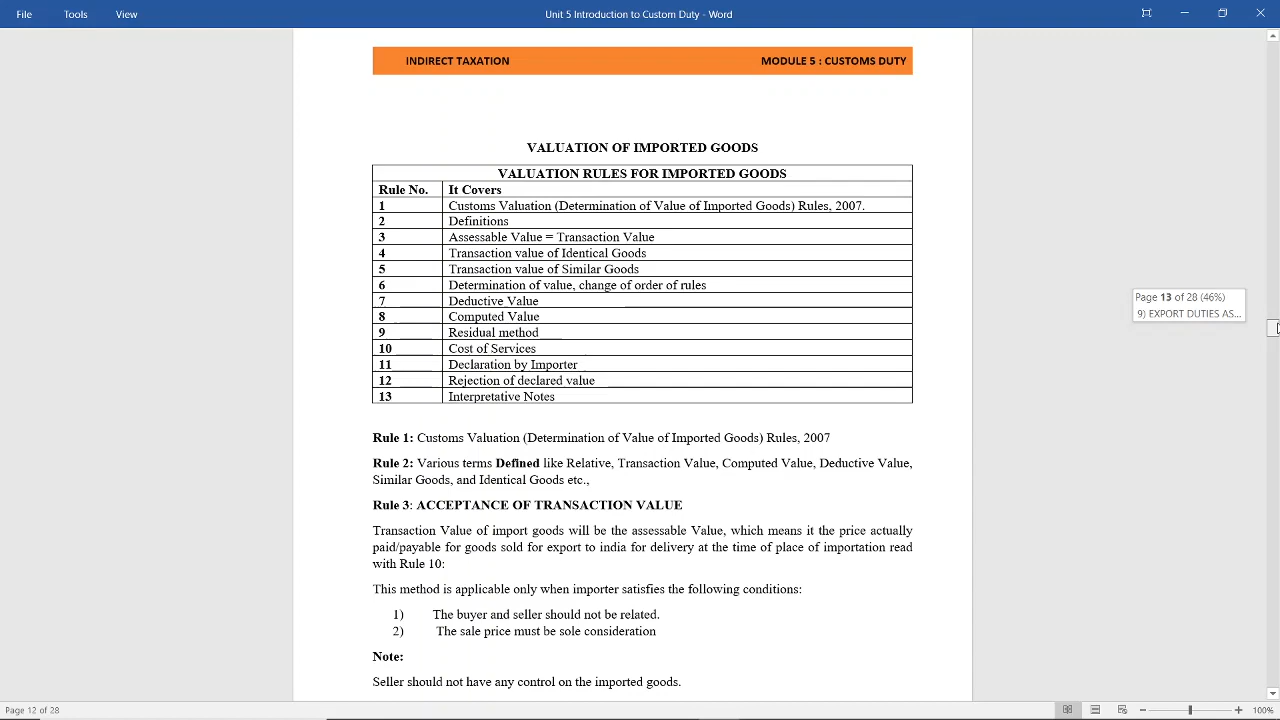 File Tools View Unit 5 Introduction to Custom Duty - Word
INDIRECT TAXATION MODULE 5 : CUSTOMS DUTY
VALUATION OF IMPORTED GOODS
VALUATION RULES FOR IMPORTED GOODS
Rule No. It Covers
1 Customs Valuation (Determination of Value of Imported Goods) Rules, 2007.
2 Definitions
3 Assessable Value = Transaction Value
4 Transaction value of Identical Goods
5 Transaction value of Similar Goods
6 Determination of value, change of order of rules
7 Deductive Value
8 Computed Value
9 Residual method
10 Cost of Services
11 Declaration by Importer
12 Rejection of declared value
13 Interpretative Notes
Page 13 of 28 (46%)
9) EXPORT DUTIES AS...
Rule 1: Customs Valuation (Determination of Value of Imported Goods) Rules, 2007
Rule 2: Various terms Defined like Relative, Transaction Value, Computed Value, Deductive Value,
Similar Goods, and Identical Goods etc.,
Rule 3: ACCEPTANCE OF TRANSACTION VALUE
Transaction Value of import goods will be the assessable Value, which means it the price actually
paid/payable for goods sold for export to india for delivery at the time of place of importation read
with Rule 10:
This method is applicable only when importer satisfies the following conditions:
1) The buyer and seller should not be related.
2) The sale price must be sole consideration
Note:
Seller should not have any control on the imported goods.
Page 12 of 28 100%